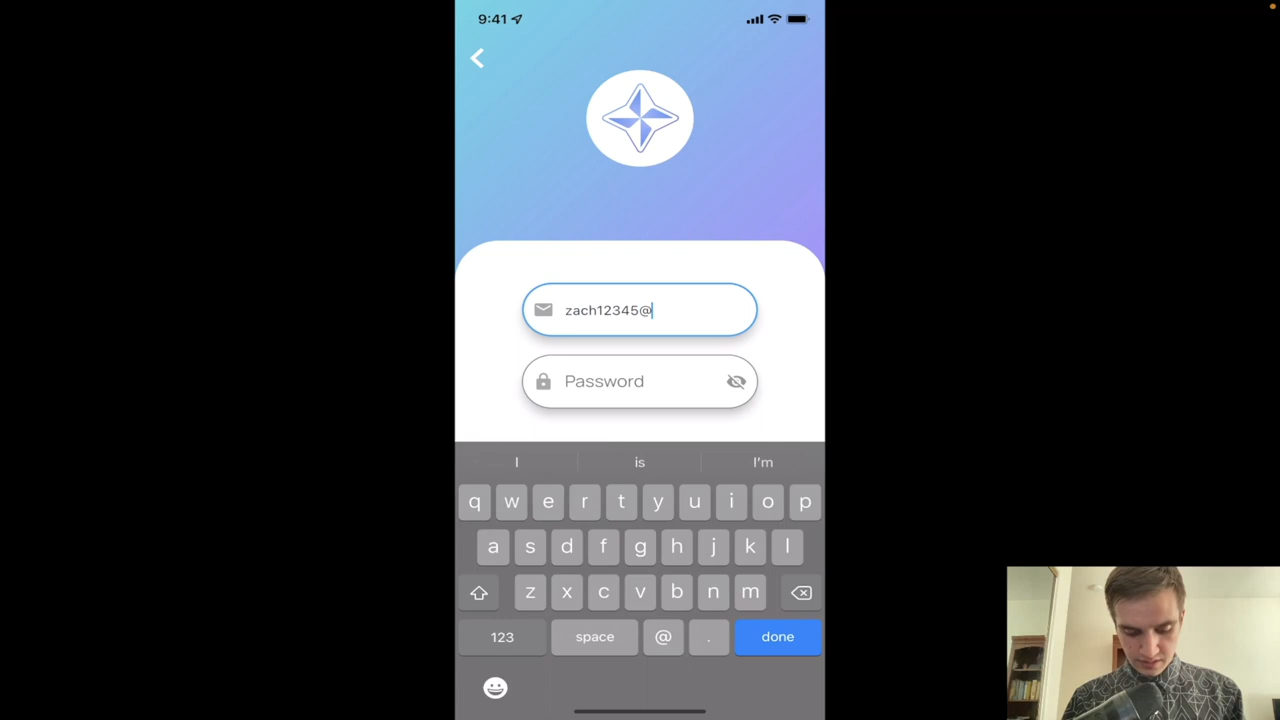 9:41
zach12345@
Password
I is I'm
q w e r t y u i o p
a s d f g h j k l
z x c v b n m
123 space @ . done